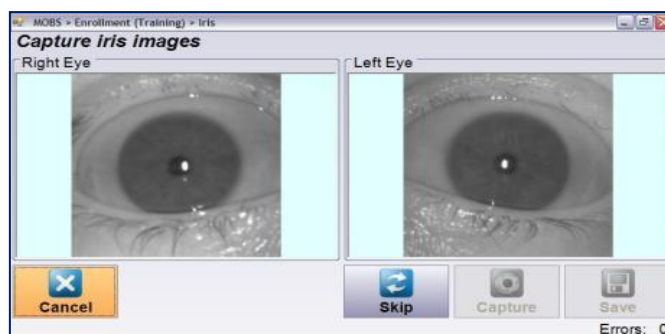 MOBS > Enrollment (Training) > Iris
Capture iris images
Right Eye
Left Eye
Cancel
Skip
Capture
Save
Errors: 0